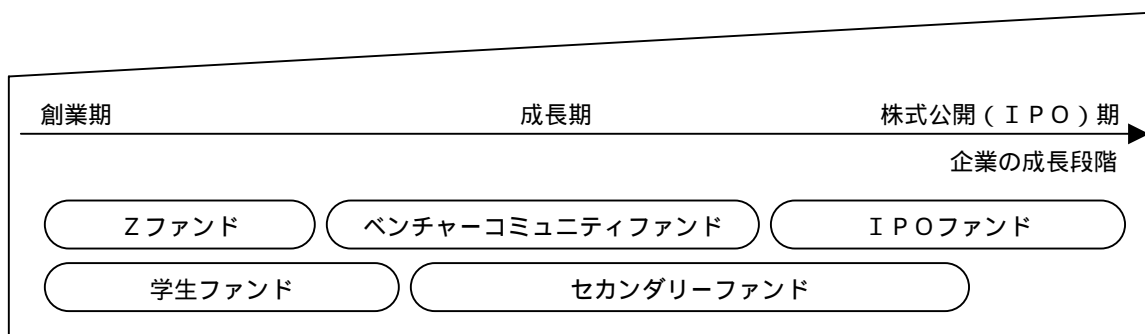 創業期 成長期 株式公開（ＩＰＯ）期
企業の成長段階
Ｚファンド ベンチャーコミュニティファンド ＩＰＯファンド
学生ファンド セカンダリーファンド